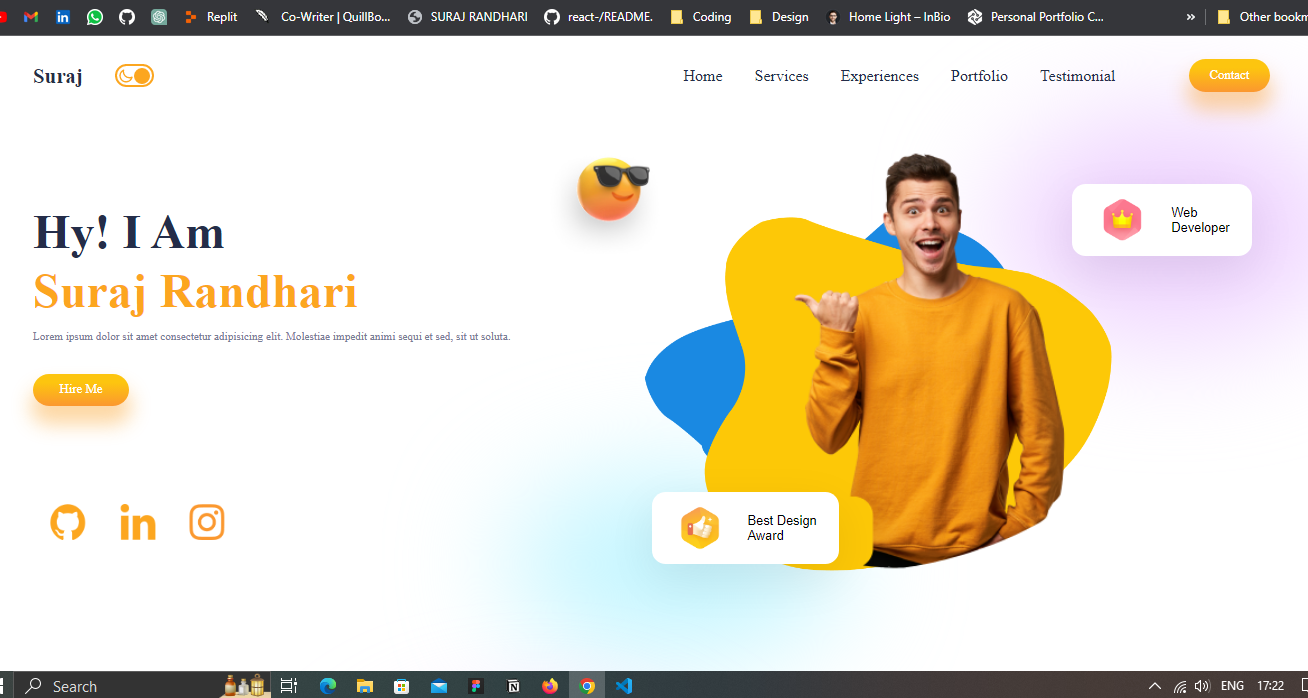 Replit
Co-Writer | QuillBo...
SURAJ RANDHARI
react-/README.
Coding
Design
Home Light – InBio
Personal Portfolio C...
»
Other bookm
Suraj
Home
Services
Experiences
Portfolio
Testimonial
Contact
Web
Developer
Hy! I Am
Suraj Randhari
Lorem ipsum dolor sit amet consectetur adipisicing elit. Molestiae impedit animi sequi et sed, sit ut soluta.
Hire Me
Best Design
Award
Search
ENG
17:22